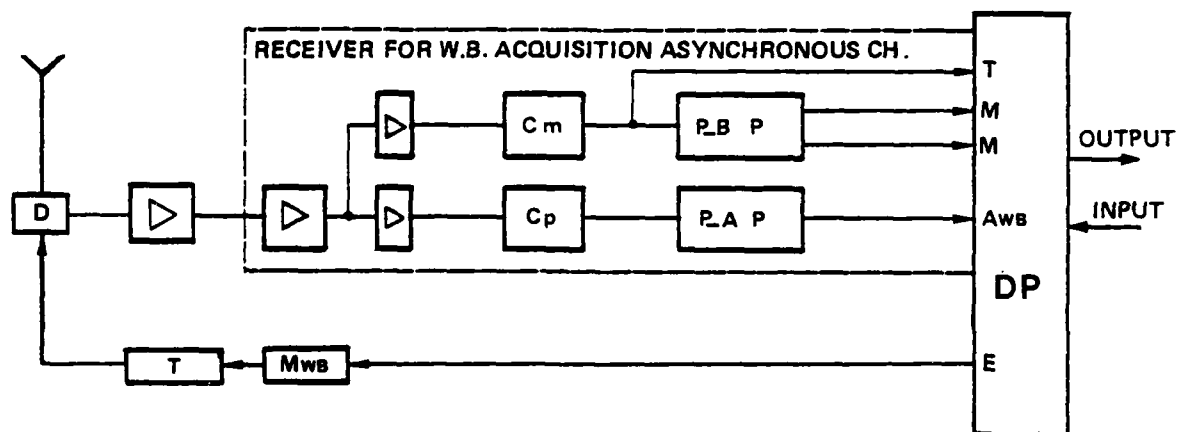 RECEIVER FOR W.B. ACQUISITION ASYNCHRONOUS CH.
T
Cm
P_B P
M
M
OUTPUT
D
Cp
P_A P
AWB
INPUT
DP
T
MWB
E